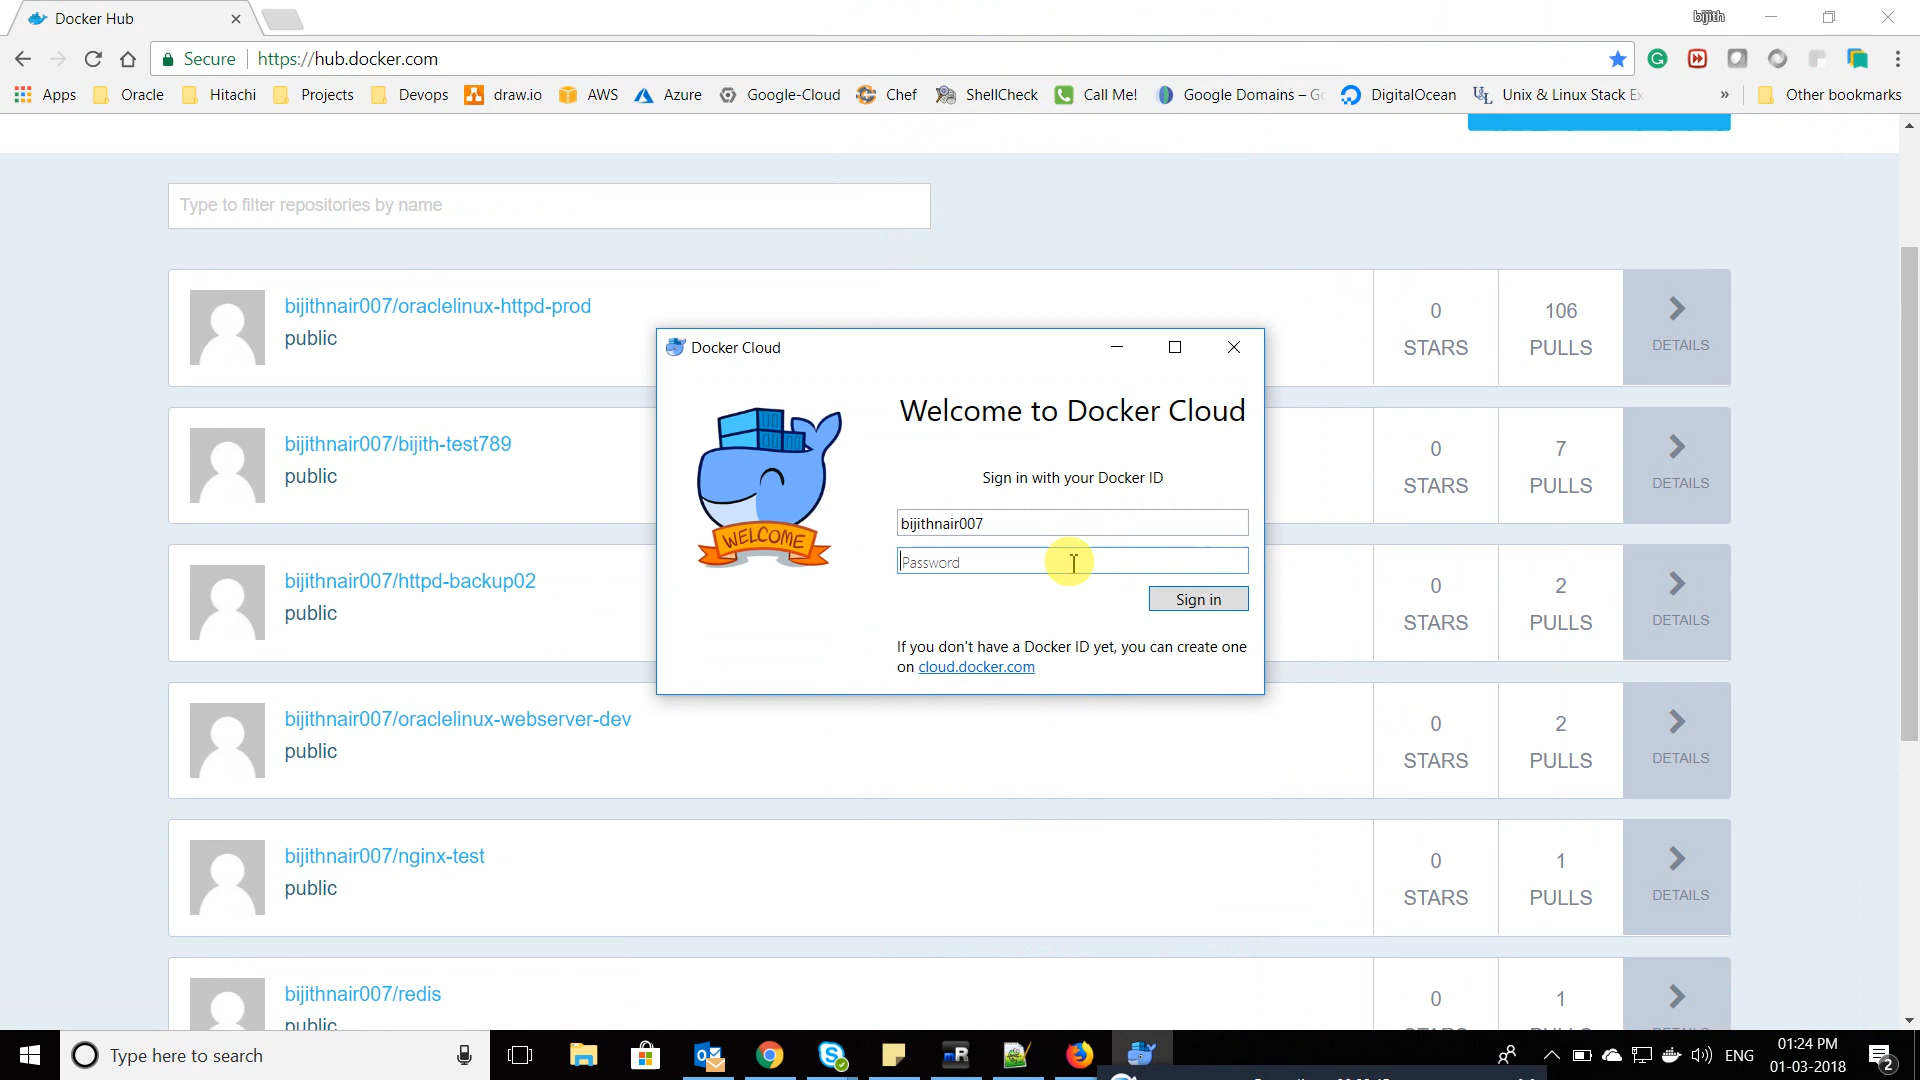 Docker Hub
bijith
Secure
https://hub.docker.com
Apps
Oracle
Hitachi
Projects
Devops
draw.io
AWS
Azure
Google-Cloud
Chef
ShellCheck
Call Me!
Google Domains – Go
DigitalOcean
Unix & Linux Stack Ex
»
Other bookmarks
Type to filter repositories by name
bijithnair007/oraclelinux-httpd-prod
public
0
STARS
106
PULLS
DETAILS
bijithnair007/bijith-test789
public
0
STARS
7
PULLS
DETAILS
bijithnair007/httpd-backup02
public
0
STARS
2
PULLS
DETAILS
bijithnair007/oraclelinux-webserver-dev
public
0
STARS
2
PULLS
DETAILS
bijithnair007/nginx-test
public
0
STARS
1
PULLS
DETAILS
bijithnair007/redis
public
0
STARS
1
PULLS
Docker Cloud
WELCOME
Welcome to Docker Cloud
Sign in with your Docker ID
bijithnair007
Password
Sign in
If you don't have a Docker ID yet, you can create one
on cloud.docker.com
Type here to search
ENG
01:24 PM
01-03-2018
2